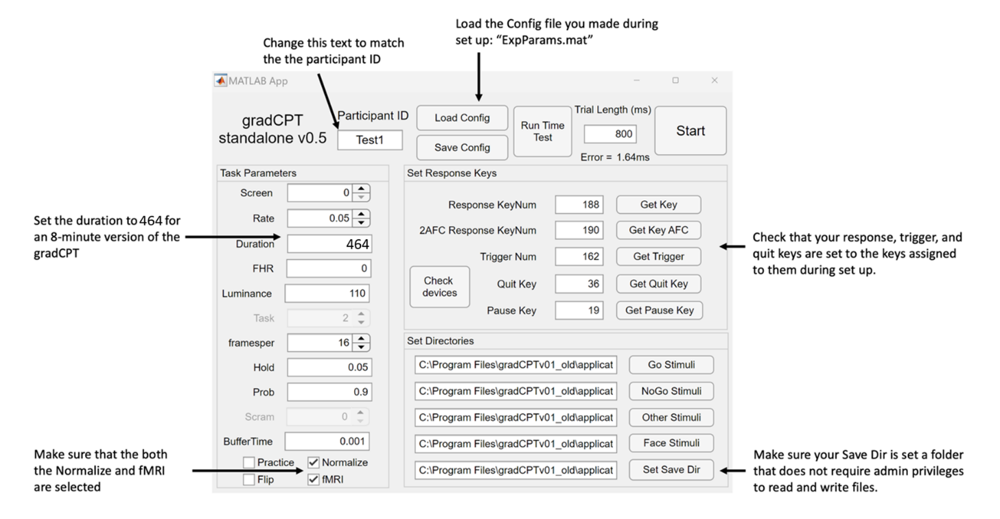 Load the Config file you made during
set up: “ExpParams.mat”
Change this text to match
the the participant ID
MATLAB App
gradCPT
standalone v0.5
Participant ID
Test1
Load Config
Save Config
Run Time
Test
Trial Length (ms)
800
Error = 1.64ms
Start
Task Parameters
Screen 0
Rate 0.05
Duration 464
FHR 0
Luminance 110
Task 2
framesper 16
Hold 0.05
Prob 0.9
Scram 0
BufferTime 0.001
Practice Normalize
Flip fMRI
Set Response Keys
Response KeyNum 188 Get Key
2AFC Response KeyNum 190 Get Key AFC
Trigger Num 162 Get Trigger
Check
devices
Quit Key 36 Get Quit Key
Pause Key 19 Get Pause Key
Set Directories
C:\Program Files\gradCPTv01_old\applicat Go Stimuli
C:\Program Files\gradCPTv01_old\applicat NoGo Stimuli
C:\Program Files\gradCPTv01_old\applicat Other Stimuli
C:\Program Files\gradCPTv01_old\applicat Face Stimuli
C:\Program Files\gradCPTv01_old\applicat Set Save Dir
Set the duration to 464 for
an 8-minute version of the
gradCPT
Make sure that the both
the Normalize and fMRI
are selected
Check that your response, trigger, and
quit keys are set to the keys assigned
to them during set up.
Make sure your Save Dir is set a folder
that does not require admin privileges
to read and write files.